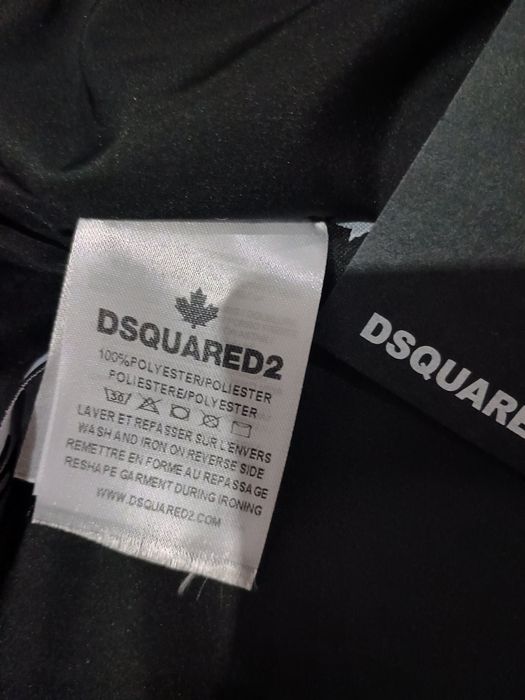 DSQUARED2
100%POLYESTER/POLIESTER
POLIESTERE/POLYESTER
30
LAVER ET REPASSER SUR L'ENVERS
WASH AND IRON ON REVERSE SIDE
REMETTRE EN FORME AU REPASSAGE
RESHAPE GARMENT DURING IRONING
WWW.DSQUARED2.COM
DSQUARE